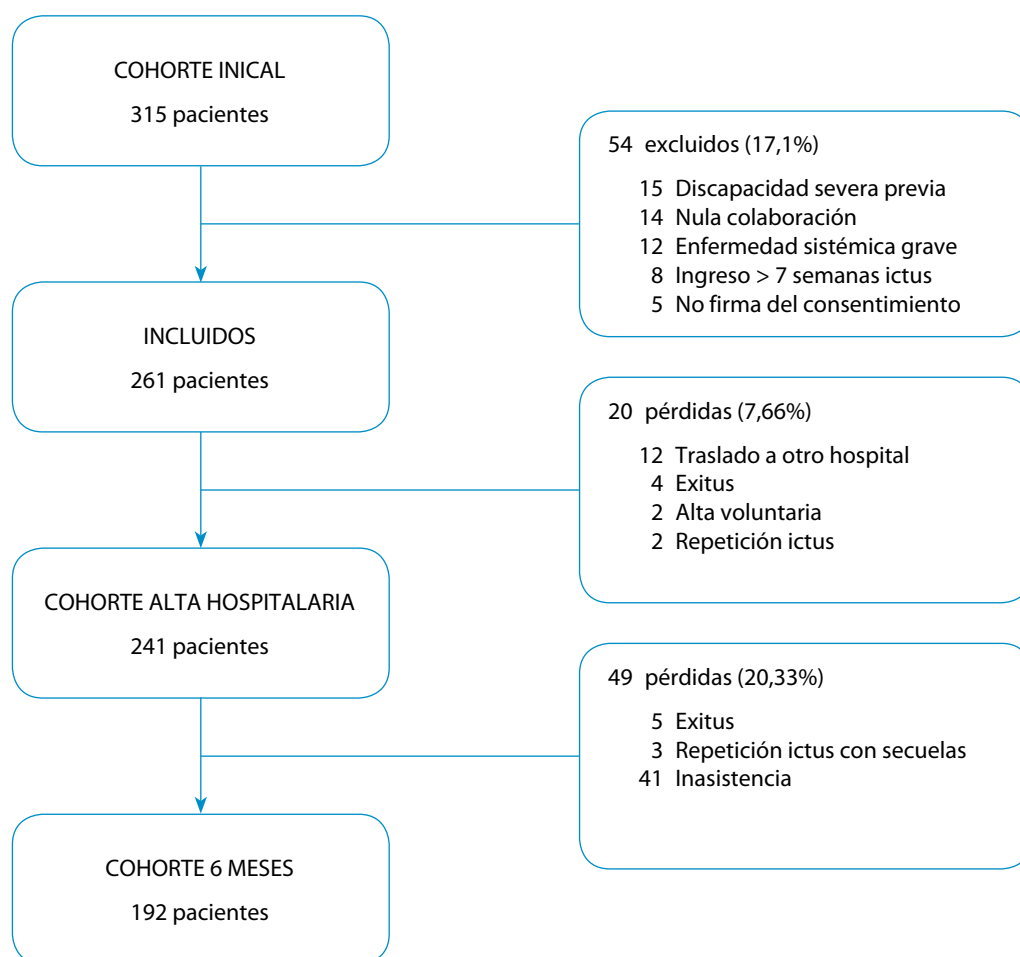 COHORTE INICAL
315 pacientes
54 excluidos (17,1%)
15 Discapacidad severa previa
14 Nula colaboración
12 Enfermedad sistémica grave
8 Ingreso > 7 semanas ictus
5 No firma del consentimiento
INCLUIDOS
261 pacientes
20 pérdidas (7,66%)
12 Traslado a otro hospital
4 Exitus
2 Alta voluntaria
2 Repetición ictus
COHORTE ALTA HOSPITALARIA
241 pacientes
49 pérdidas (20,33%)
5 Exitus
3 Repetición ictus con secuelas
41 Inasistencia
COHORTE 6 MESES
192 pacientes